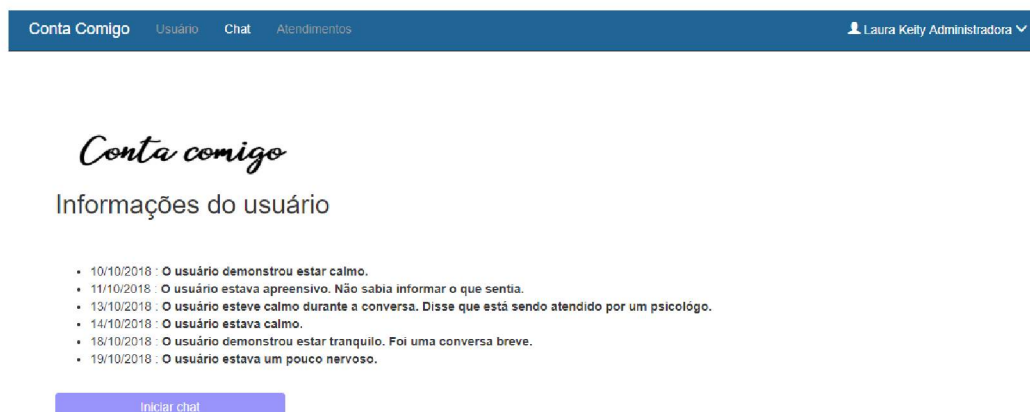 Conta Comigo Usuário Chat Atendimentos Laura Keity Administradora
Conta comigo
Informações do usuário
10/10/2018 : O usuário demonstrou estar calmo.
11/10/2018 : O usuário estava apreensivo. Não sabia informar o que sentia.
13/10/2018 : O usuário esteve calmo durante a conversa. Disse que está sendo atendido por um psicológo.
14/10/2018 : O usuário estava calmo.
18/10/2018 : O usuário demonstrou estar tranquilo. Foi uma conversa breve.
19/10/2018 : O usuário estava um pouco nervoso.
Iniciar chat